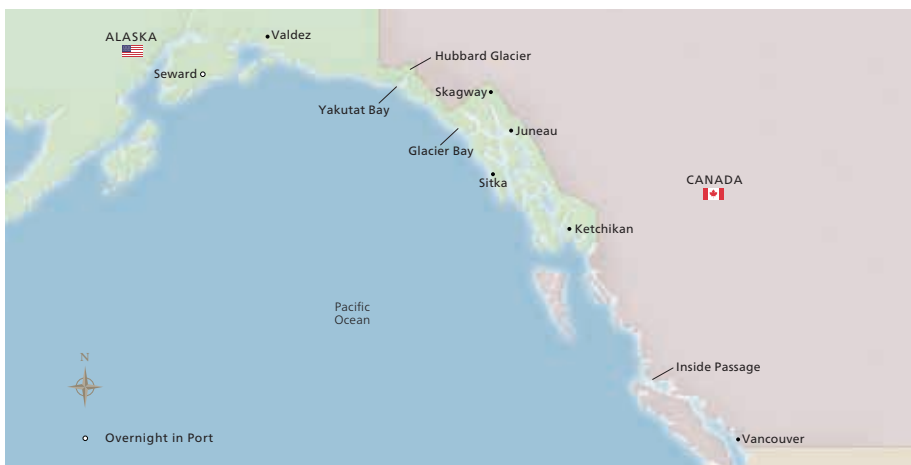 ALASKA
Valdez
Hubbard Glacier
Seward
Skagway
Yakutat Bay
Juneau
Glacier Bay
Sitka
CANADA
Ketchikan
Pacific
Ocean
N
Inside Passage
Overnight in Port
Vancouver